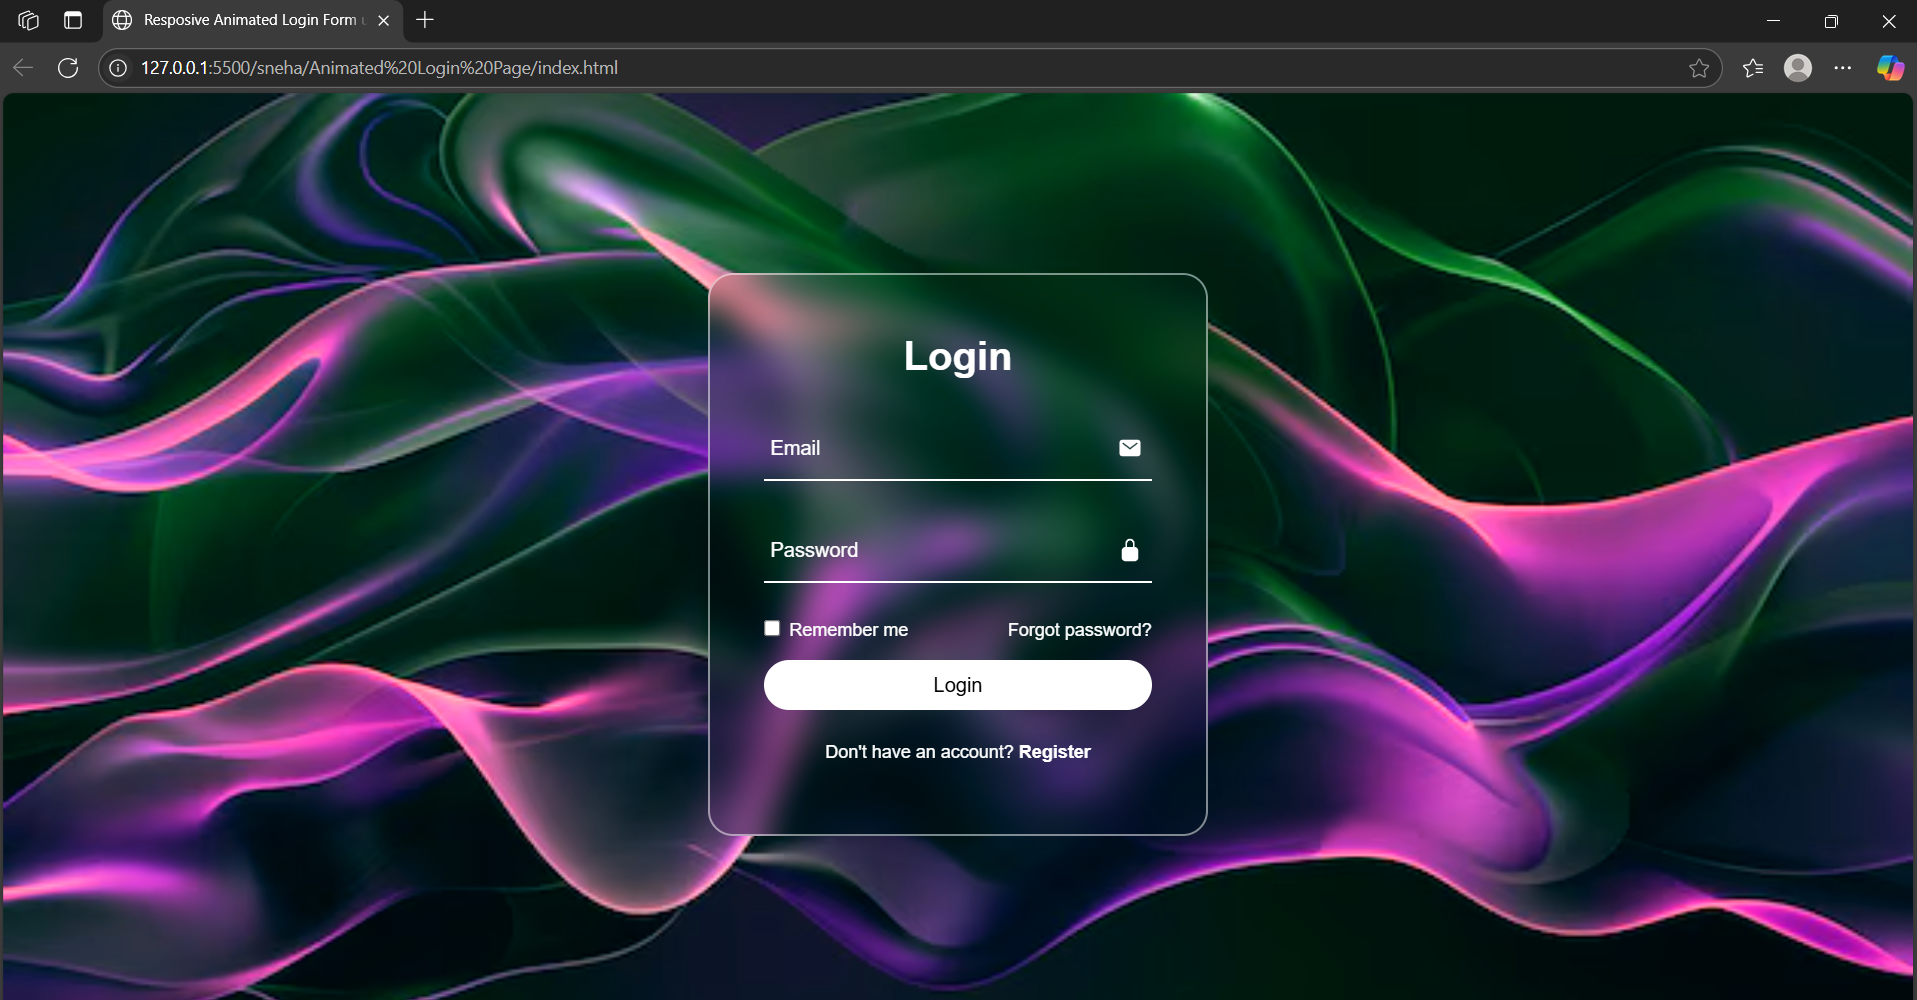 Resposive Animated Login Form
127.0.0.1:5500/sneha/Animated%20Login%20Page/index.html
Login
Email
Password
Remember me Forgot password?
Login
Don't have an account? Register